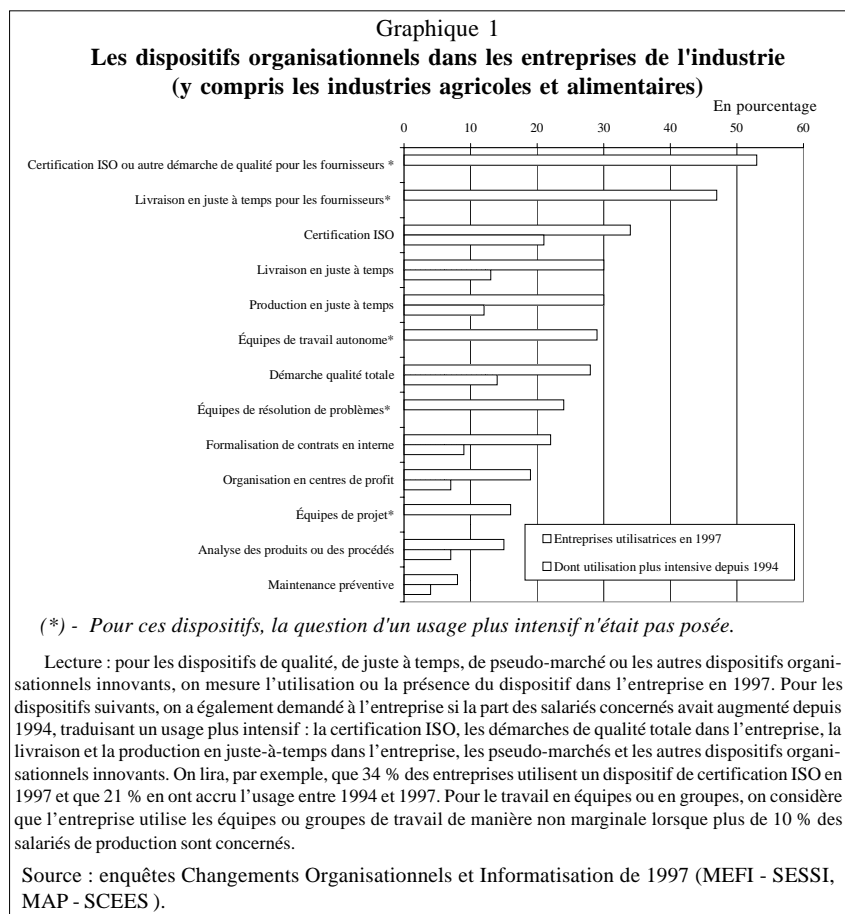 Graphique 1
Les dispositifs organisationnels dans les entreprises de l'industrie
(y compris les industries agricoles et alimentaires)
En pourcentage
0 10 20 30 40 50 60
Certification ISO ou autre démarche de qualité pour les fournisseurs *
Livraison en juste à temps pour les fournisseurs*
Certification ISO
Livraison en juste à temps
Production en juste à temps
Équipes de travail autonome*
Démarche qualité totale
Équipes de résolution de problèmes*
Formalisation de contrats en interne
Organisation en centres de profit
Équipes de projet*
Analyse des produits ou des procédés
Maintenance préventive
Entreprises utilisatrices en 1997
Dont utilisation plus intensive depuis 1994
(*) - Pour ces dispositifs, la question d'un usage plus intensif n'était pas posée.
Lecture : pour les dispositifs de qualité, de juste à temps, de pseudo-marché ou les autres dispositifs organi-
sationnels innovants, on mesure l'utilisation ou la présence du dispositif dans l'entreprise en 1997. Pour les
dispositifs suivants, on a également demandé à l'entreprise si la part des salariés concernés avait augmenté depuis
1994, traduisant un usage plus intensif : la certification ISO, les démarches de qualité totale dans l'entreprise, la
livraison et la production en juste-à-temps dans l'entreprise, les pseudo-marchés et les autres dispositifs organi-
sationnels innovants. On lira, par exemple, que 34 % des entreprises utilisent un dispositif de certification ISO en
1997 et que 21 % en ont accru l'usage entre 1994 et 1997. Pour le travail en équipes ou en groupes, on considère
que l'entreprise utilise les équipes ou groupes de travail de manière non marginale lorsque plus de 10 % des
salariés de production sont concernés.
Source : enquêtes Changements Organisationnels et Informatisation de 1997 (MEFI - SESSI,
MAP - SCEES ).